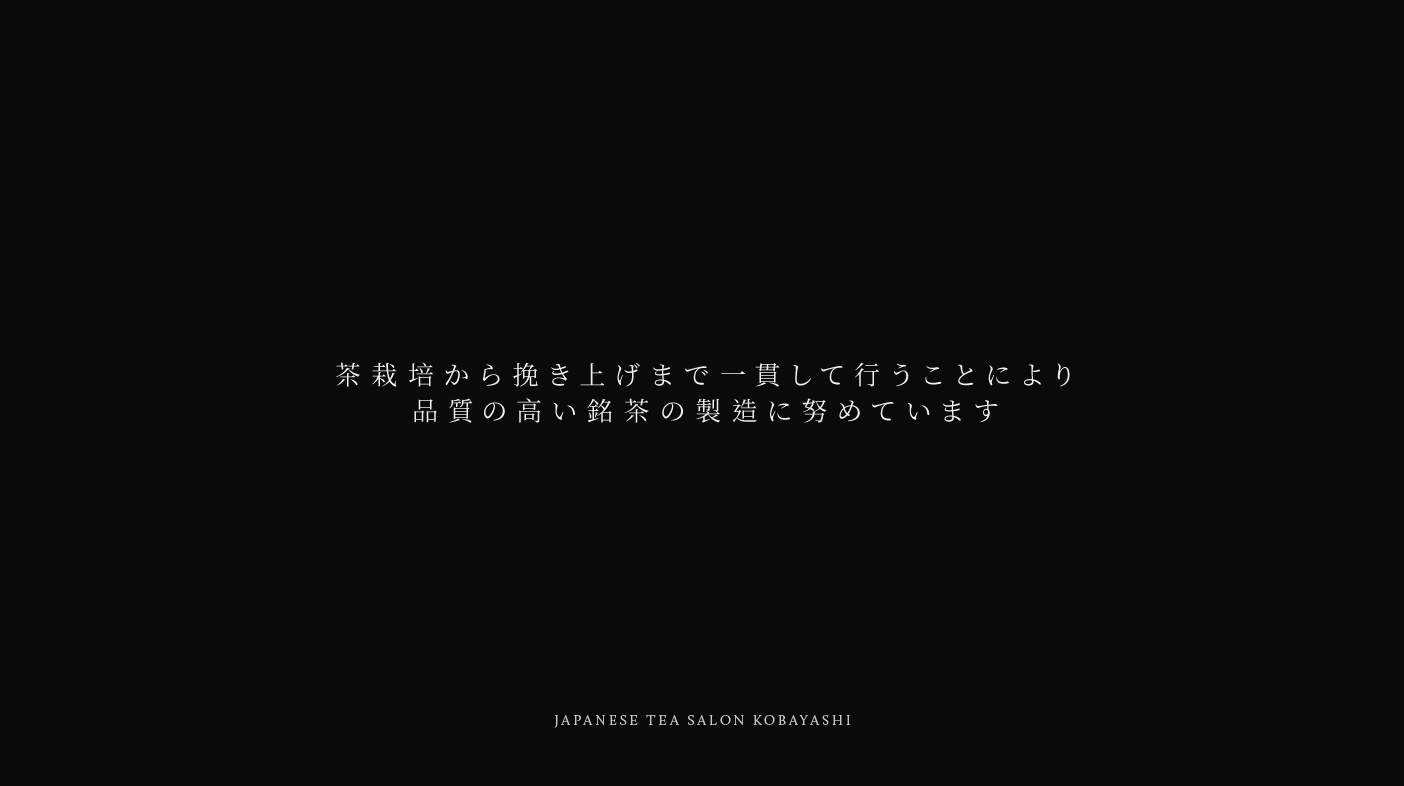 茶栽培から挽き上げまで一貫して行うことにより
品質の高い銘茶の製造に努めています
JAPANESE TEA SALON KOBAYASHI